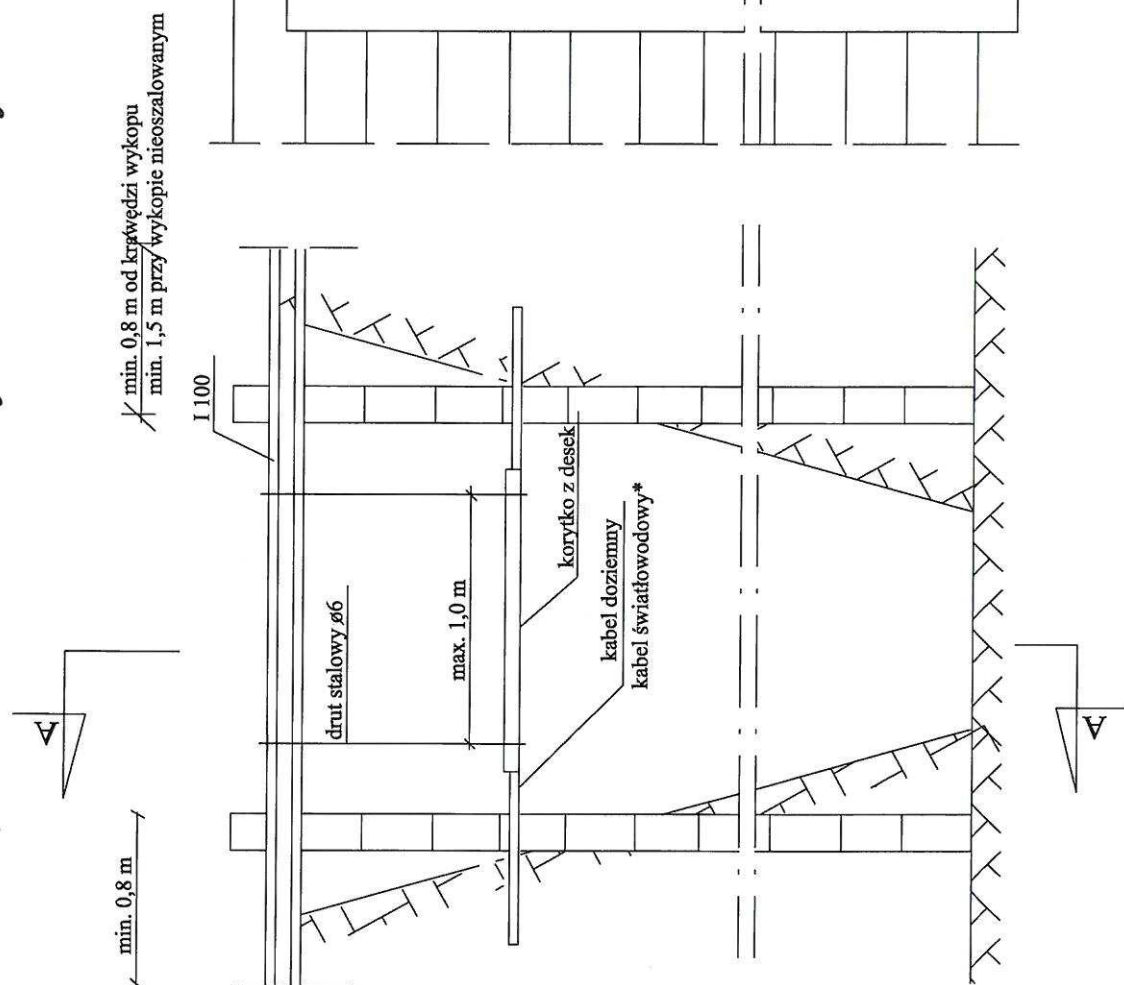 min. 0,8 m od krawędzi wykopu
min. 1,5 m przy wykopie nieoszalowanym
I 100
drut stalowy ø6
max. 1,0 m
korytko z desek
kabel doziemny
kabel światłowodowy*
min. 0,8 m
A
A